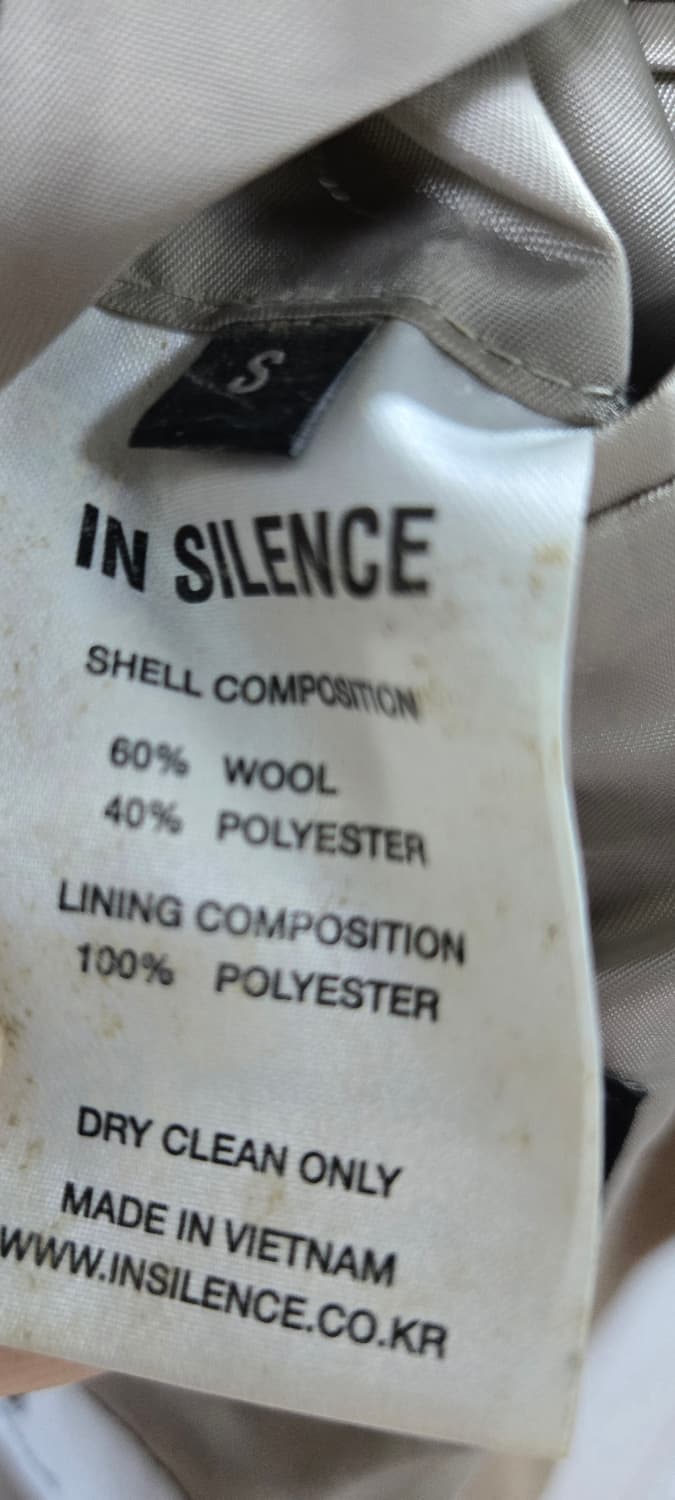 S
IN SILENCE
SHELL COMPOSITION
60% WOOL
40% POLYESTER
LINING COMPOSITION
100% POLYESTER
DRY CLEAN ONLY
MADE IN VIETNAM
WWW.INSILENCE.CO.KR